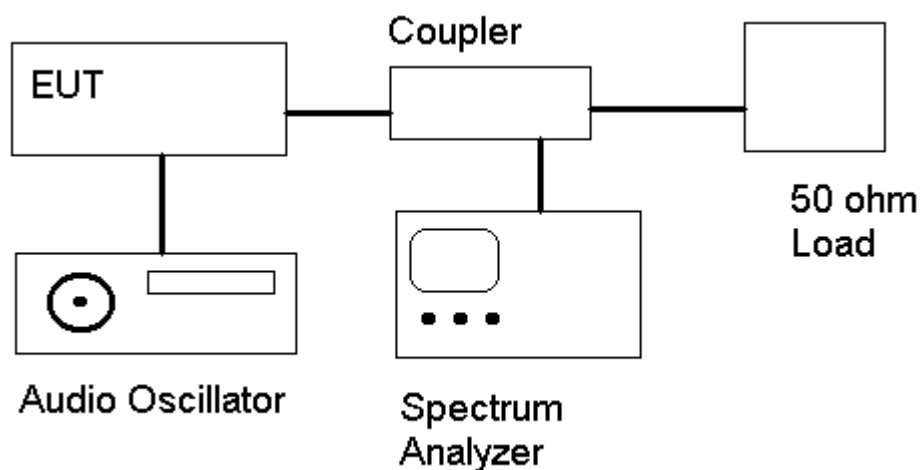 Coupler
EUT
50 ohm
Load
Audio Oscillator
Spectrum
Analyzer